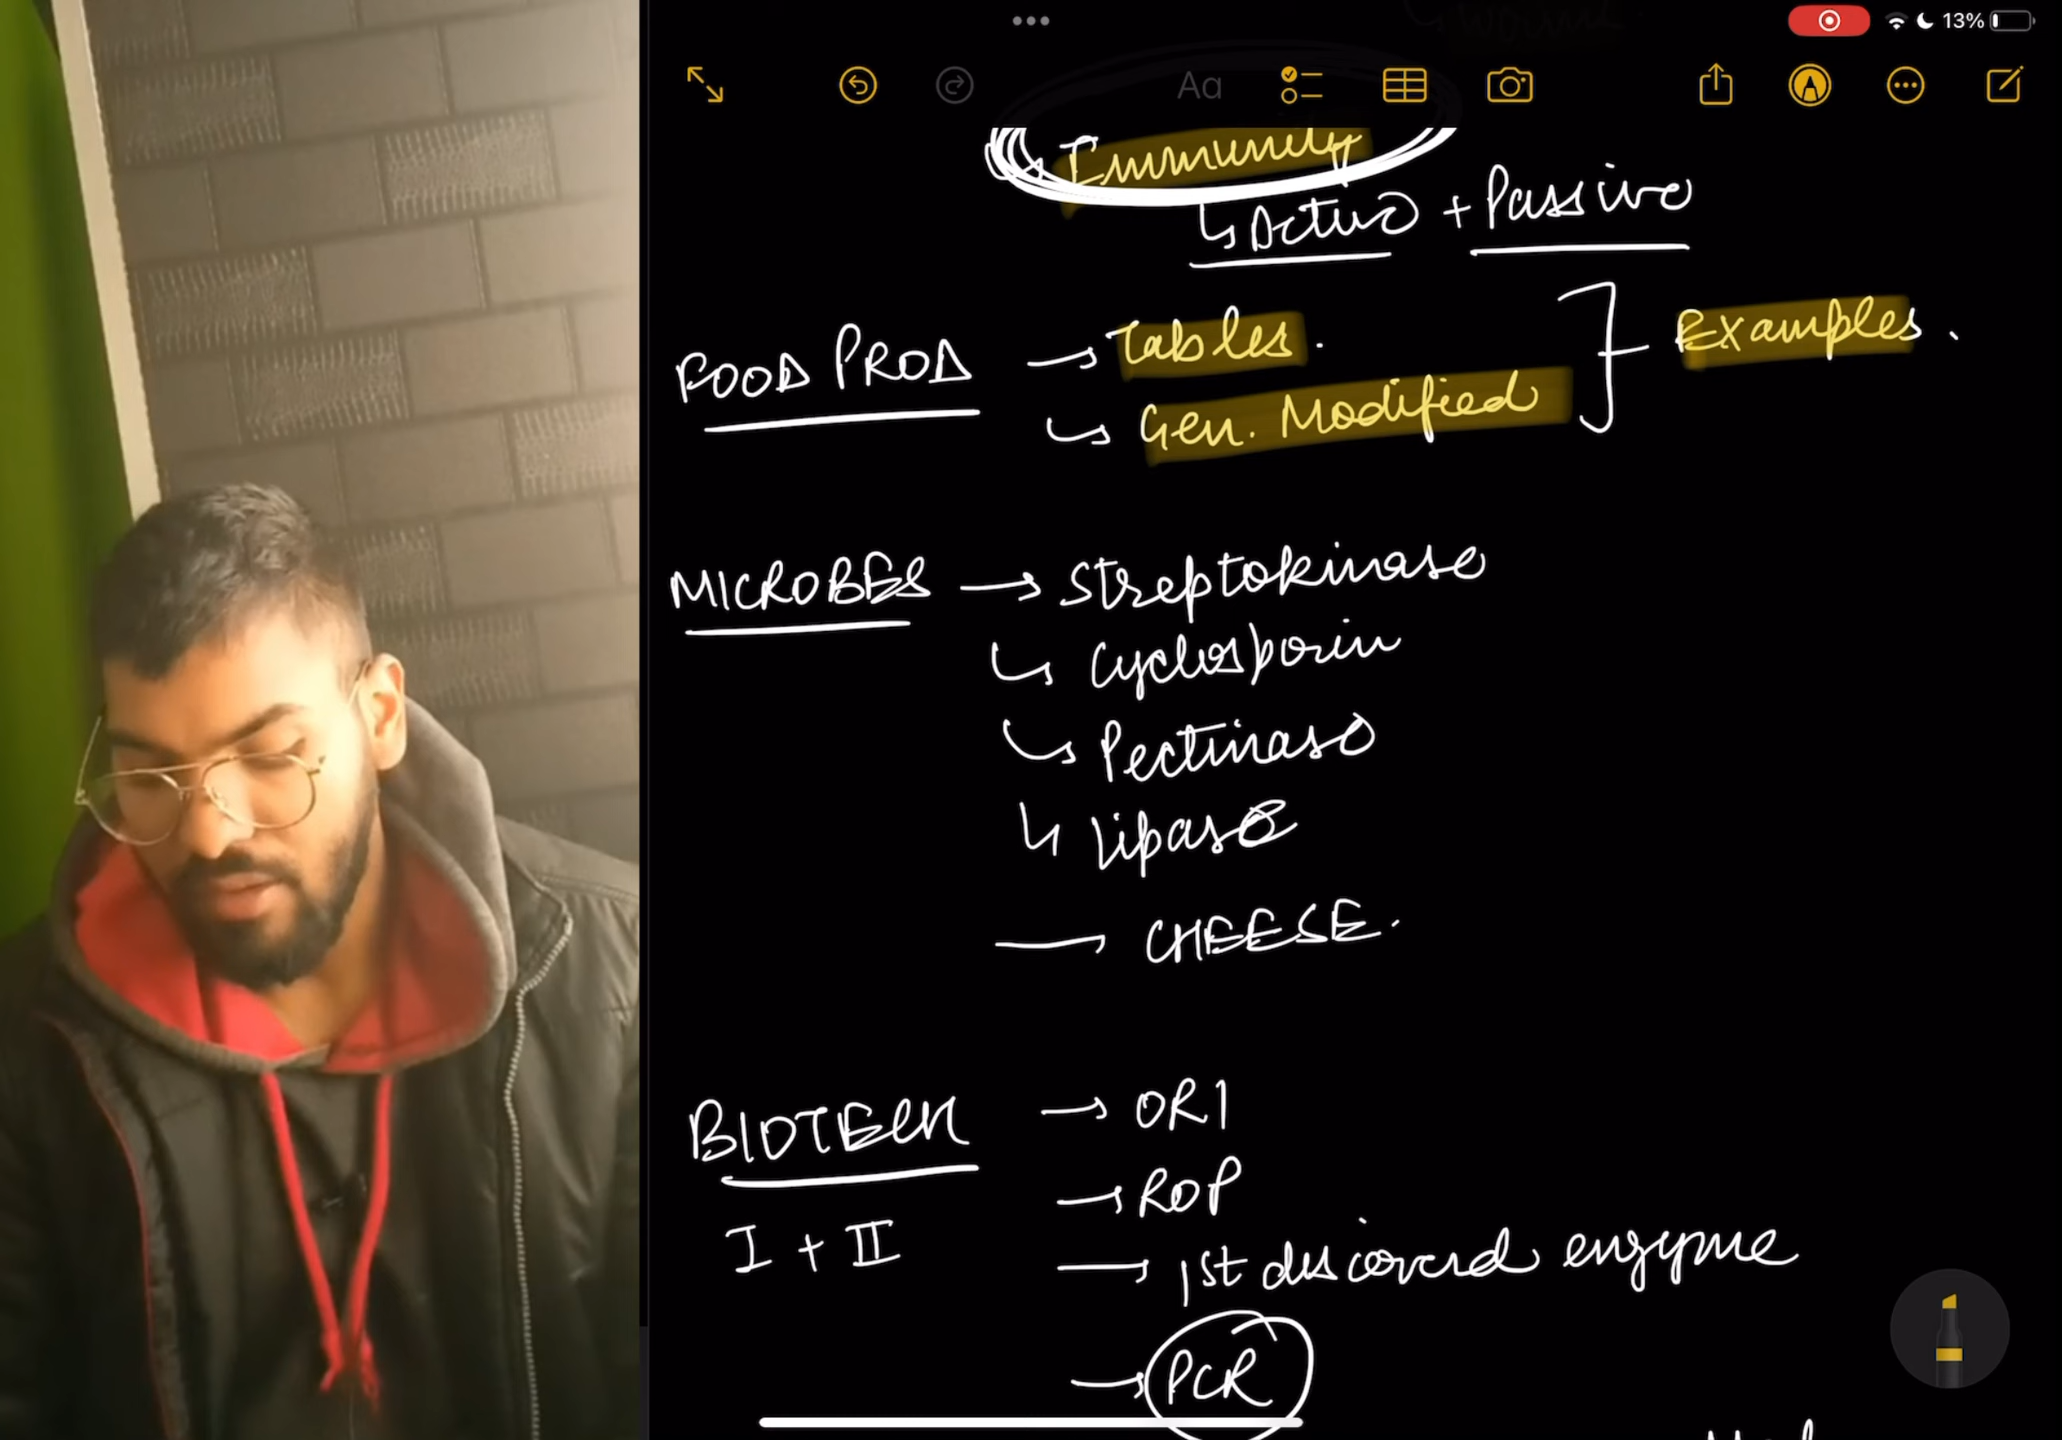 13%
Aa
Immunity
↳ Active + Passive
FOOD PROD → Tables.
↳ Gen. Modified
Examples.
MICROBES → Streptokinase
↳ Cyclosporin
↳ Pectinase
↳ Lipase
— CHEESE.
BIOTECH → ORI
→ ROP
I + II
→ 1st discoverd enzyme
→ PCR